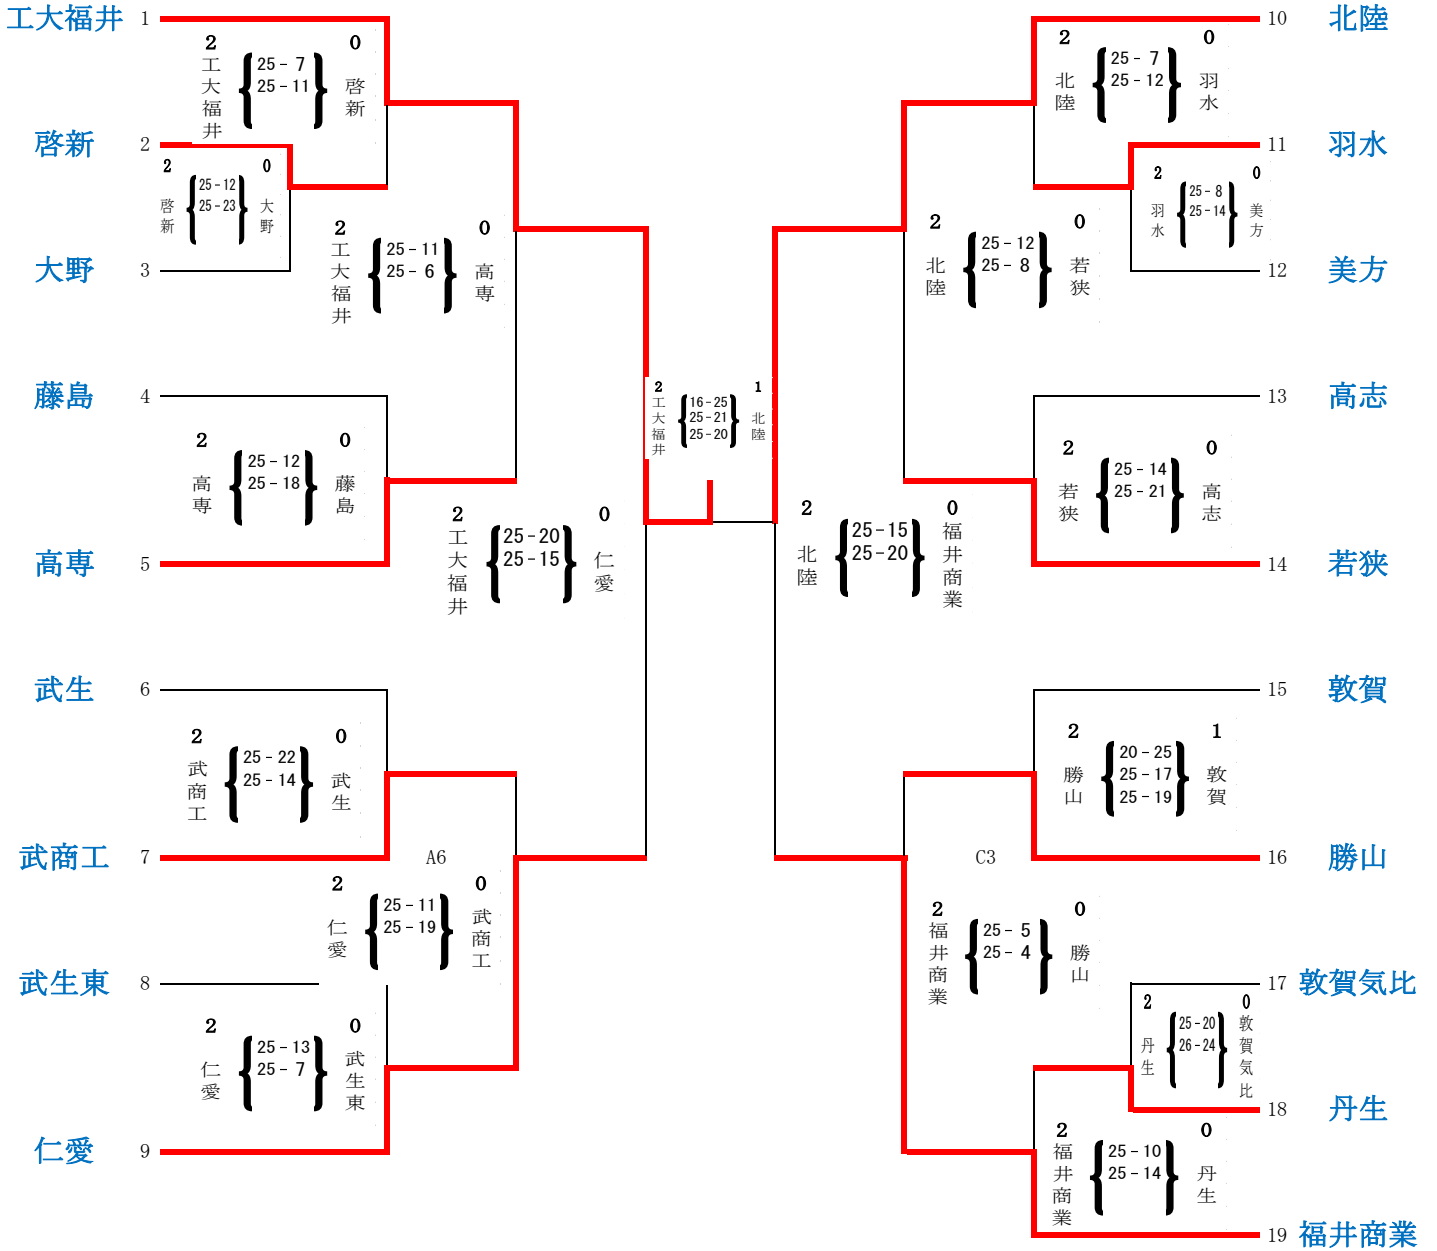 工大福井 1
2 0
工大福井 25－7 啓新
25－11
啓新 2
2 0
啓新 25－12 大野
25－23
大野 3
2 0
工大福井 25－11 高専
25－6
藤島 4
2 0
高専 25－12 藤島
25－18
高専 5
2 0
工大福井 25－20 仁愛
25－15
武生 6
2 0
武商工 25－22 武生
25－14
武商工 7
A6
2 0
仁愛 25－11 武商工
25－19
武生東 8
2 0
仁愛 25－13 武生東
25－7
仁愛 9
2 1
工大福井 16－25 北陸
25－21
25－20
10 北陸
2 0
北陸 25－7 羽水
25－12
11 羽水
2 0
羽水 25－8 美方
25－14
12 美方
2 0
北陸 25－12 若狭
25－8
13 高志
2 0
若狭 25－14 高志
25－21
14 若狭
2 0
北陸 25－15 福井商業
25－20
15 敦賀
2 1
勝山 20－25 敦賀
25－17
25－19
16 勝山
C3
2 0
福井商業 25－5 勝山
25－4
17 敦賀気比
2 0
丹生 25－20 敦賀気比
26－24
18 丹生
2 0
福井商業 25－10 丹生
25－14
19 福井商業